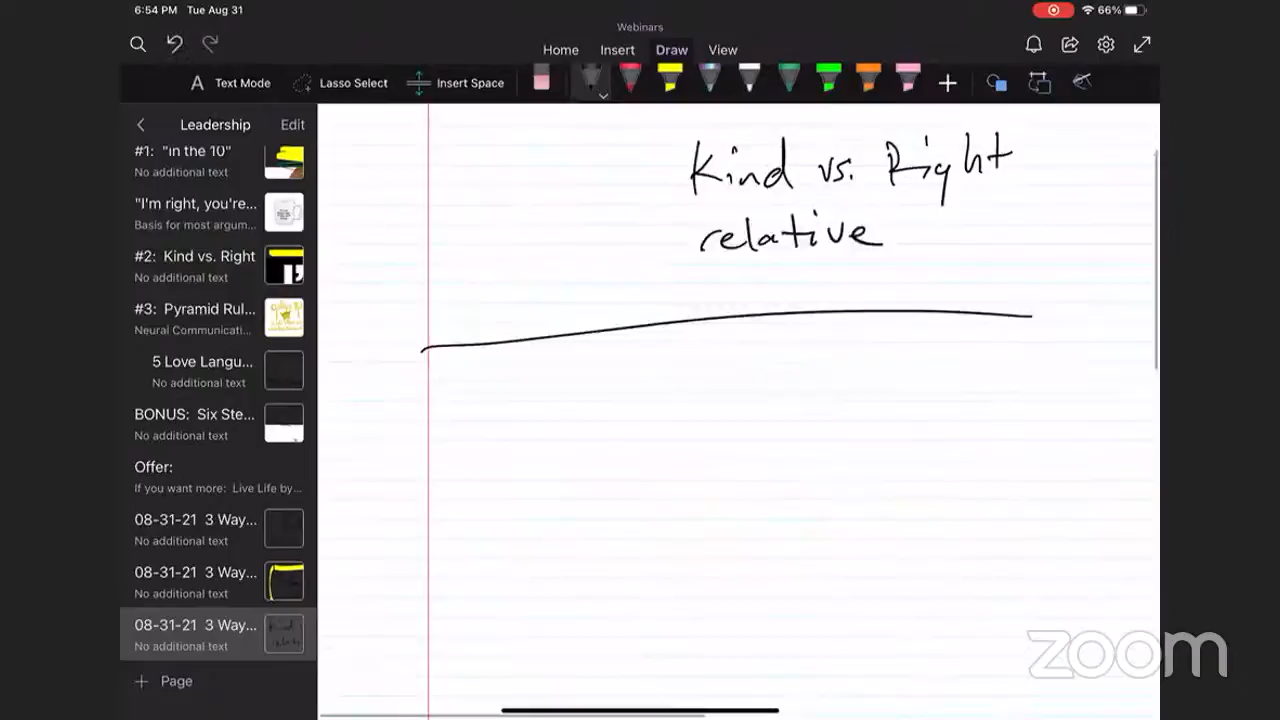 6:54 PM Tue Aug 31
66%
Webinars
Home Insert Draw View
Text Mode Lasso Select Insert Space
Leadership Edit
#1: "in the 10"
No additional text
"I'm right, you're...
Basis for most argum...
#2: Kind vs. Right
No additional text
#3: Pyramid Rul...
Neural Communicati...
5 Love Langu...
No additional text
BONUS: Six Ste...
No additional text
Offer:
If you want more: Live Life by...
08-31-21 3 Way...
No additional text
08-31-21 3 Way...
No additional text
08-31-21 3 Way...
No additional text
Page
Kind vs. Right
relative
zoom